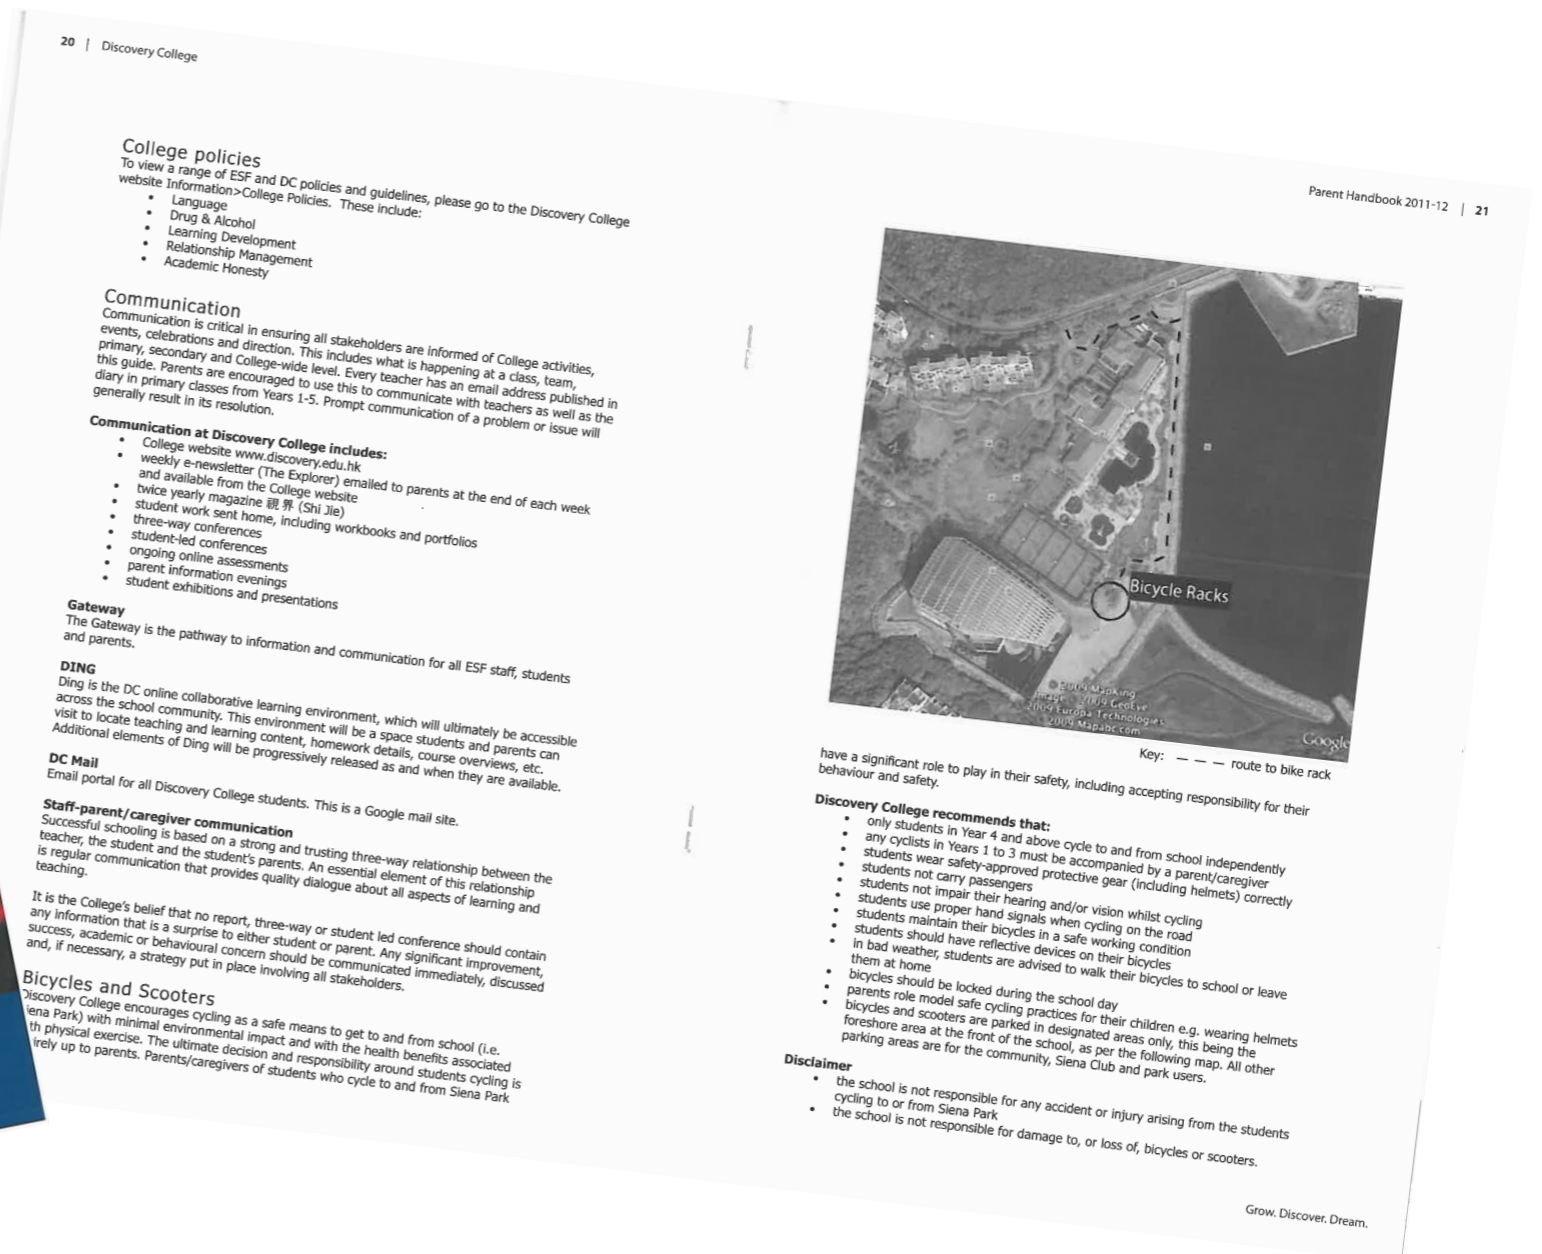 20 | Discovery College
College policies
To view a range of ESF and DC policies and guidelines, please go to the Discovery College
website Information>College Policies. These include:
• Language
• Drug & Alcohol
• Learning Development
• Relationship Management
• Academic Honesty
Communication
Communication is critical in ensuring all stakeholders are informed of College activities,
events, celebrations and direction. This includes what is happening at a class, team,
primary, secondary and College-wide level. Every teacher has an email address published in
this guide. Parents are encouraged to use this to communicate with teachers as well as the
diary in primary classes from Years 1-5. Prompt communication of a problem or issue will
generally result in its resolution.
Communication at Discovery College includes:
• College website www.discovery.edu.hk
• weekly e-newsletter (The Explorer) emailed to parents at the end of each week
and available from the College website
• twice yearly magazine 視界 (Shi Jie)
• student work sent home, including workbooks and portfolios
• three-way conferences
• student-led conferences
• ongoing online assessments
• parent information evenings
• student exhibitions and presentations
Gateway
The Gateway is the pathway to information and communication for all ESF staff, students
and parents.
DING
Ding is the DC online collaborative learning environment, which will ultimately be accessible
across the school community. This environment will be a space students and parents can
visit to locate teaching and learning content, homework details, course overviews, etc.
Additional elements of Ding will be progressively released as and when they are available.
DC Mail
Email portal for all Discovery College students. This is a Google mail site.
Staff-parent/caregiver communication
Successful schooling is based on a strong and trusting three-way relationship between the
teacher, the student and the student's parents. An essential element of this relationship
is regular communication that provides quality dialogue about all aspects of learning and
teaching.
It is the College's belief that no report, three-way or student led conference should contain
any information that is a surprise to either student or parent. Any significant improvement,
success, academic or behavioural concern should be communicated immediately, discussed
and, if necessary, a strategy put in place involving all stakeholders.
Bicycles and Scooters
Discovery College encourages cycling as a safe means to get to and from school (i.e.
iena Park) with minimal environmental impact and with the health benefits associated
th physical exercise. The ultimate decision and responsibility around students cycling is
irely up to parents. Parents/caregivers of students who cycle to and from Siena Park
Parent Handbook 2011-12 | 21
Bicycle Racks
© 2009 MapKing
Image © 2009 GeoEye
© 2009 Europa Technologies
© 2009 Mapabc.com
Google
Key: — — — route to bike rack
have a significant role to play in their safety, including accepting responsibility for their
behaviour and safety.
Discovery College recommends that:
• only students in Year 4 and above cycle to and from school independently
• any cyclists in Years 1 to 3 must be accompanied by a parent/caregiver
• students wear safety-approved protective gear (including helmets) correctly
• students not carry passengers
• students not impair their hearing and/or vision whilst cycling
• students use proper hand signals when cycling on the road
• students maintain their bicycles in a safe working condition
• students should have reflective devices on their bicycles
• in bad weather, students are advised to walk their bicycles to school or leave
them at home
• bicycles should be locked during the school day
• parents role model safe cycling practices for their children e.g. wearing helmets
• bicycles and scooters are parked in designated areas only, this being the
foreshore area at the front of the school, as per the following map. All other
parking areas are for the community, Siena Club and park users.
Disclaimer
• the school is not responsible for any accident or injury arising from the students
cycling to or from Siena Park
• the school is not responsible for damage to, or loss of, bicycles or scooters.
Grow. Discover. Dream.